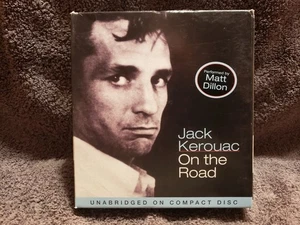 Performed by
Matt
Dillon
Jack
Kerouac
On the
Road
UNABRIDGED ON COMPACT DISC